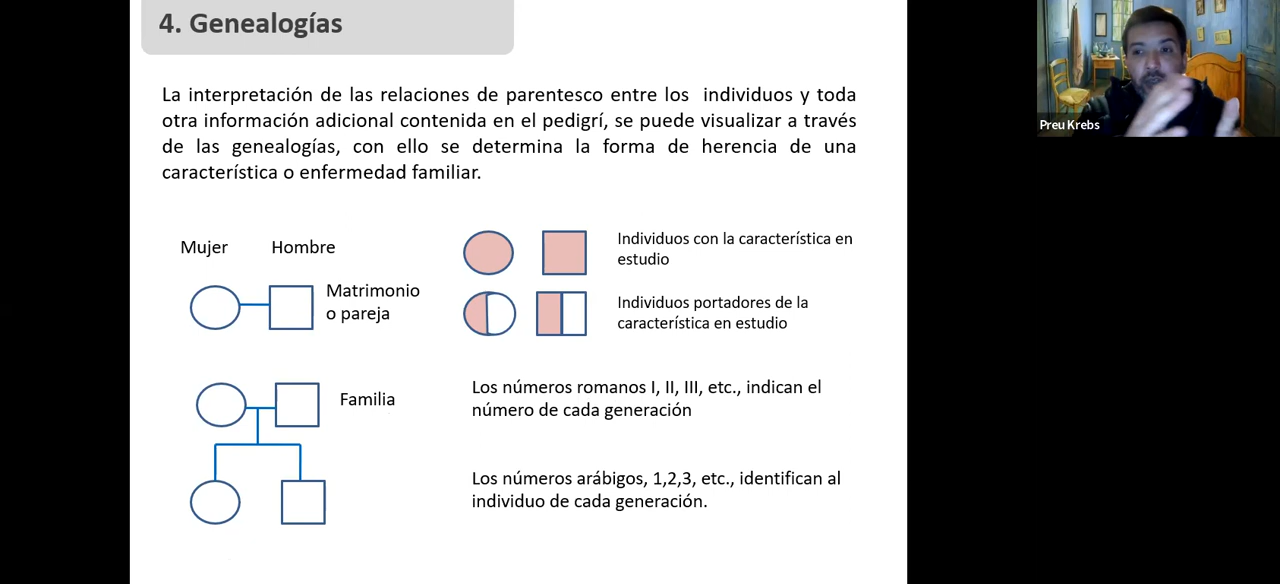 4. Genealogías
La interpretación de las relaciones de parentesco entre los individuos y toda
otra información adicional contenida en el pedigrí, se puede visualizar a través
de las genealogías, con ello se determina la forma de herencia de una
característica o enfermedad familiar.
Mujer
Hombre
Matrimonio
o pareja
Familia
Individuos con la característica en
estudio
Individuos portadores de la
característica en estudio
Los números romanos I, II, III, etc., indican el
número de cada generación
Los números arábigos, 1,2,3, etc., identifican al
individuo de cada generación.
Preu Krebs